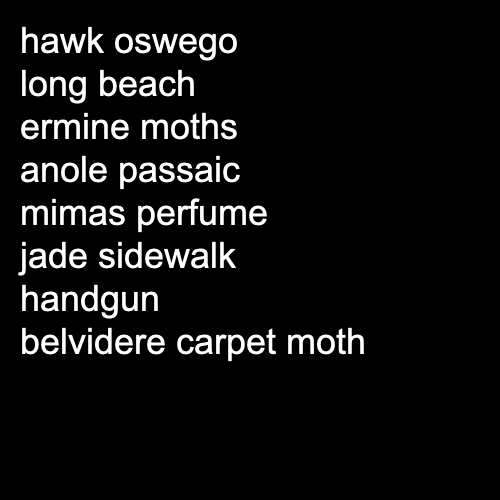 hawk oswego
long beach
ermine moths
anole passaic
mimas perfume
jade sidewalk
handgun
belvidere carpet moth